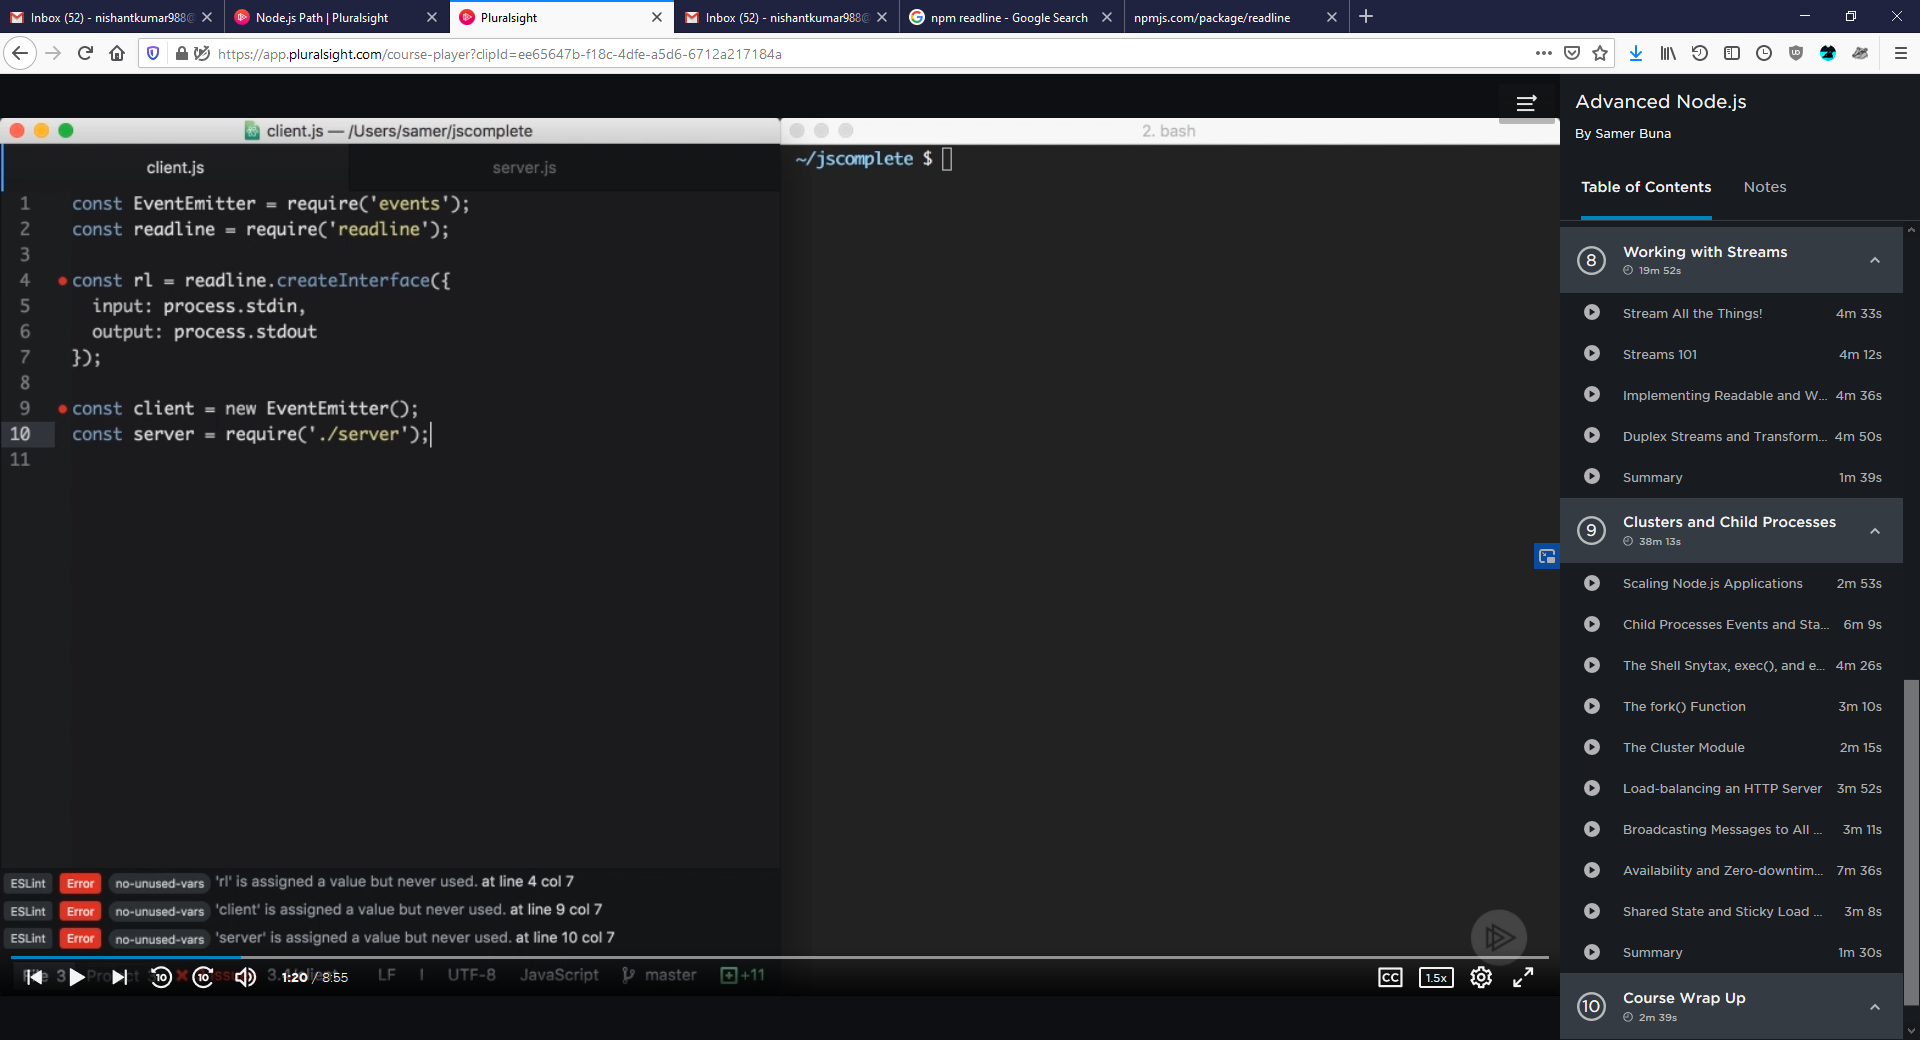 Inbox (52) - nishantkumar988@
Node.js Path | Pluralsight
Pluralsight
Inbox (52) - nishantkumar988@
npm readline - Google Search
npmjs.com/package/readline
https://app.pluralsight.com/course-player?clipId=ee65647b-f18c-4dfe-a5d6-6712a217184a
client.js — /Users/samer/jscomplete
client.js
server.js
1 const EventEmitter = require('events');
2 const readline = require('readline');
3
4 const rl = readline.createInterface({
5 input: process.stdin,
6 output: process.stdout
7 });
8
9 const client = new EventEmitter();
10 const server = require('./server');
11
ESLint Error no-unused-vars 'rl' is assigned a value but never used. at line 4 col 7
ESLint Error no-unused-vars 'client' is assigned a value but never used. at line 9 col 7
ESLint Error no-unused-vars 'server' is assigned a value but never used. at line 10 col 7
LF UTF-8 JavaScript master +11
10 10 1:20 / 8:55
CC 1.5x
2. bash
~/jscomplete $
Advanced Node.js
By Samer Buna
Table of Contents
Notes
8 Working with Streams
19m 52s
Stream All the Things! 4m 33s
Streams 101 4m 12s
Implementing Readable and W... 4m 36s
Duplex Streams and Transform... 4m 50s
Summary 1m 39s
9 Clusters and Child Processes
38m 13s
Scaling Node.js Applications 2m 53s
Child Processes Events and Sta... 6m 9s
The Shell Snytax, exec(), and e... 4m 26s
The fork() Function 3m 10s
The Cluster Module 2m 15s
Load-balancing an HTTP Server 3m 52s
Broadcasting Messages to All ... 3m 11s
Availability and Zero-downtim... 7m 36s
Shared State and Sticky Load ... 3m 8s
Summary 1m 30s
10 Course Wrap Up
2m 39s